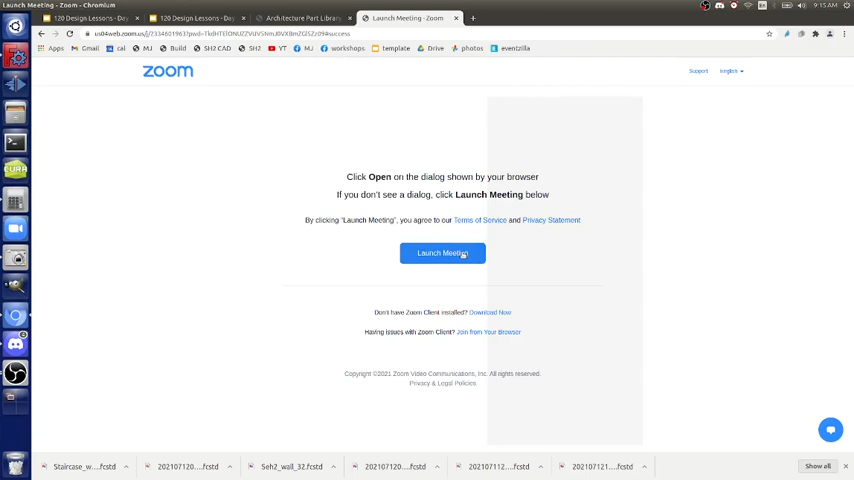 Launch Meeting - Zoom - Chromium
9:15 AM
120 Design Lessons - Day
120 Design Lessons - Day
Architecture Part Library
Launch Meeting - Zoom
Apps
Gmail
cal
MJ
Build
SH2 CAD
SH2
YT
MJ
workshops
template
Drive
photos
eventzilla
zoom
Support
English
Click Open on the dialog shown by your browser
If you don't see a dialog, click Launch Meeting below
By clicking "Launch Meeting", you agree to our Terms of Service and Privacy Statement
Launch Meeting
Don't have Zoom Client installed? Download Now
Having issues with Zoom Client? Join from Your Browser
Copyright ©2021 Zoom Video Communications, Inc. All rights reserved.
Privacy & Legal Policies
Staircase_w....fcstd
202107120....fcstd
Seh2_wall_32.fcstd
202107120....fcstd
202107112....fcstd
202107121....fcstd
Show all